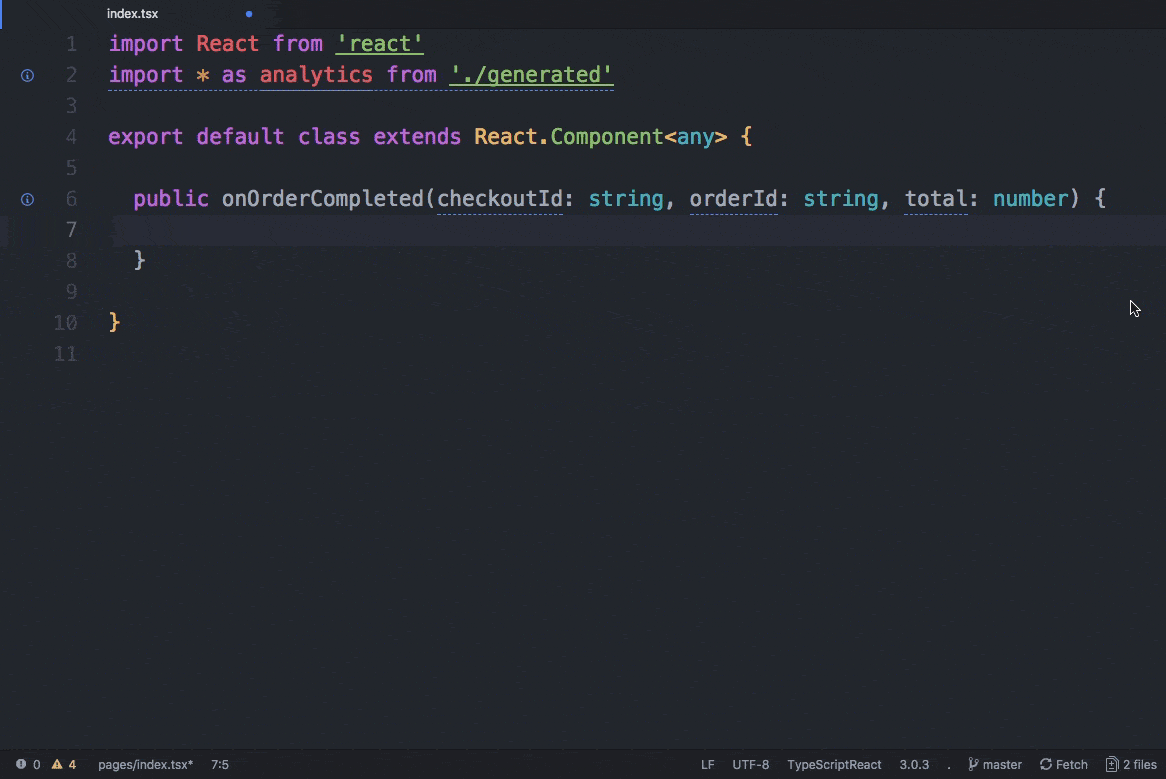 index.tsx
1 import React from 'react'
2 import * as analytics from './generated'
3
4 export default class extends React.Component<any> {
5
6 public onOrderCompleted(checkoutId: string, orderId: string, total: number) {
7
8 }
9
10 }
11
0 4 pages/index.tsx* 7:5 LF UTF-8 TypeScriptReact 3.0.3 . master Fetch 2 files